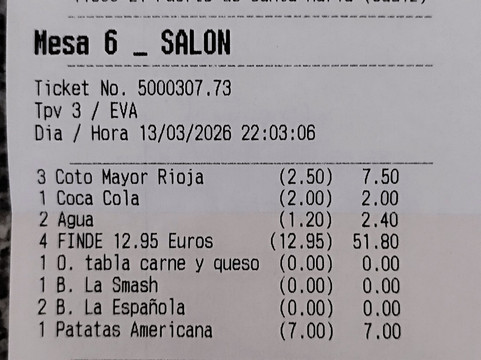 Mesa 6 _ SALON
Ticket No. 5000307.73
Tpv 3 / EVA
Dia / Hora 13/03/2026 22:03:06
3 Coto Mayor Rioja (2.50) 7.50
1 Coca Cola (2.00) 2.00
2 Agua (1.20) 2.40
4 FINDE 12.95 Euros (12.95) 51.80
1 O. tabla carne y queso (0.00) 0.00
1 B. La Smash (0.00) 0.00
2 B. La Española (0.00) 0.00
1 Patatas Americana (7.00) 7.00